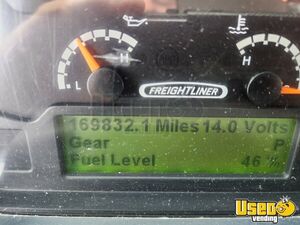 L H H
FREIGHTLINER
169832.1 Miles 14.0 Volts
Gear P
Fuel Level 46 %
Used
vending